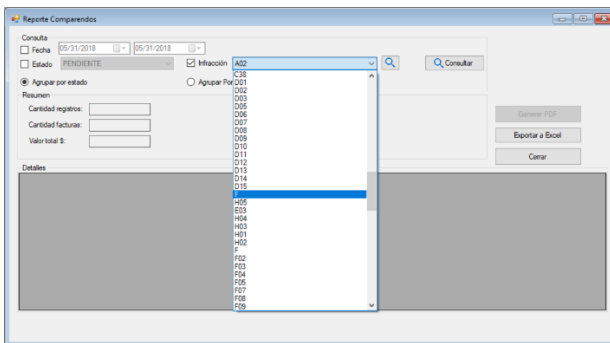 Reporte Comparendos
Consulta
Fecha 05/31/2018 05/31/2018
Estado PENDIENTE Infracción A02 Consultar
Agrupar por estado Agrupar Por
Resumen
Cantidad registros:
Cantidad facturas:
Valor total $:
Generar PDF
Exportar a Excel
Cerrar
Detalles
C38
D01
D02
D03
D05
D06
D07
D08
D09
D10
D11
D12
D13
D14
D15
F
H05
E03
H04
H03
H01
H02
F
F02
F03
F04
F05
F07
F08
F09